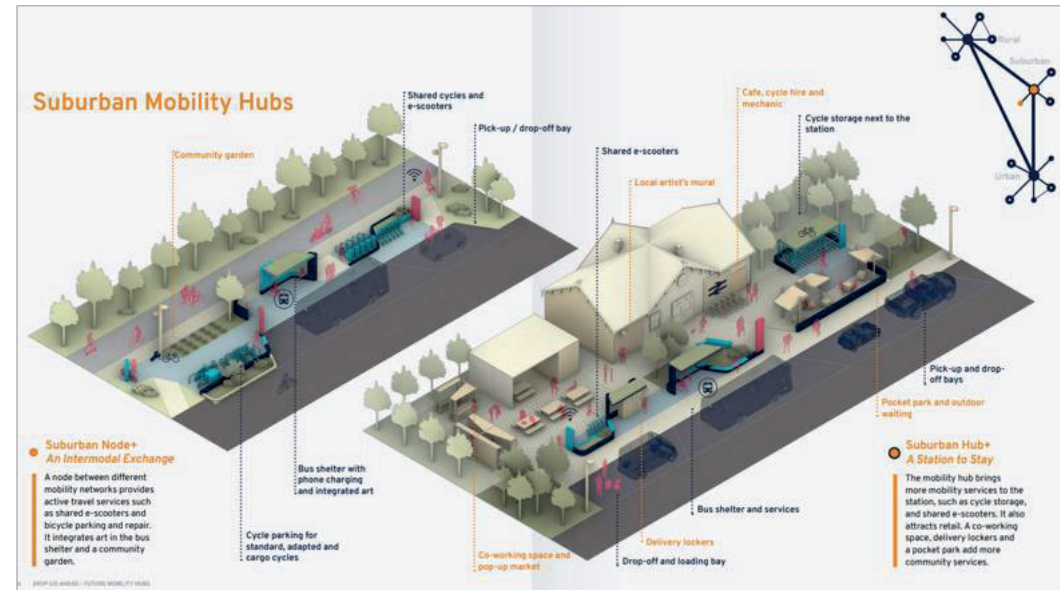 Suburban Mobility Hubs
Community garden
Shared cycles and
e-scooters
Pick-up / drop-off bay
Bus shelter with
phone charging
and integrated art
Cycle parking for
standard, adapted and
cargo cycles
Suburban Node+
An Intermodal Exchange
A node between different
mobility networks provides
active travel services such
as shared e-scooters and
bicycle parking and repair.
It integrates art in the bus
shelter and a community
garden.
ARUP GO-AHEAD – FUTURE MOBILITY HUBS
Shared e-scooters
Local artist's mural
Cafe, cycle hire and
mechanic
Cycle storage next to the
station
Rural
Suburban
Urban
Pick-up and drop-
off bays
Pocket park and outdoor
waiting
Bus shelter and services
Delivery lockers
Drop-off and loading bay
Co-working space and
pop-up market
Suburban Hub+
A Station to Stay
The mobility hub brings
more mobility services to the
station, such as cycle storage,
and shared e-scooters. It also
attracts retail. A co-working
space, delivery lockers and
a pocket park add more
community services.